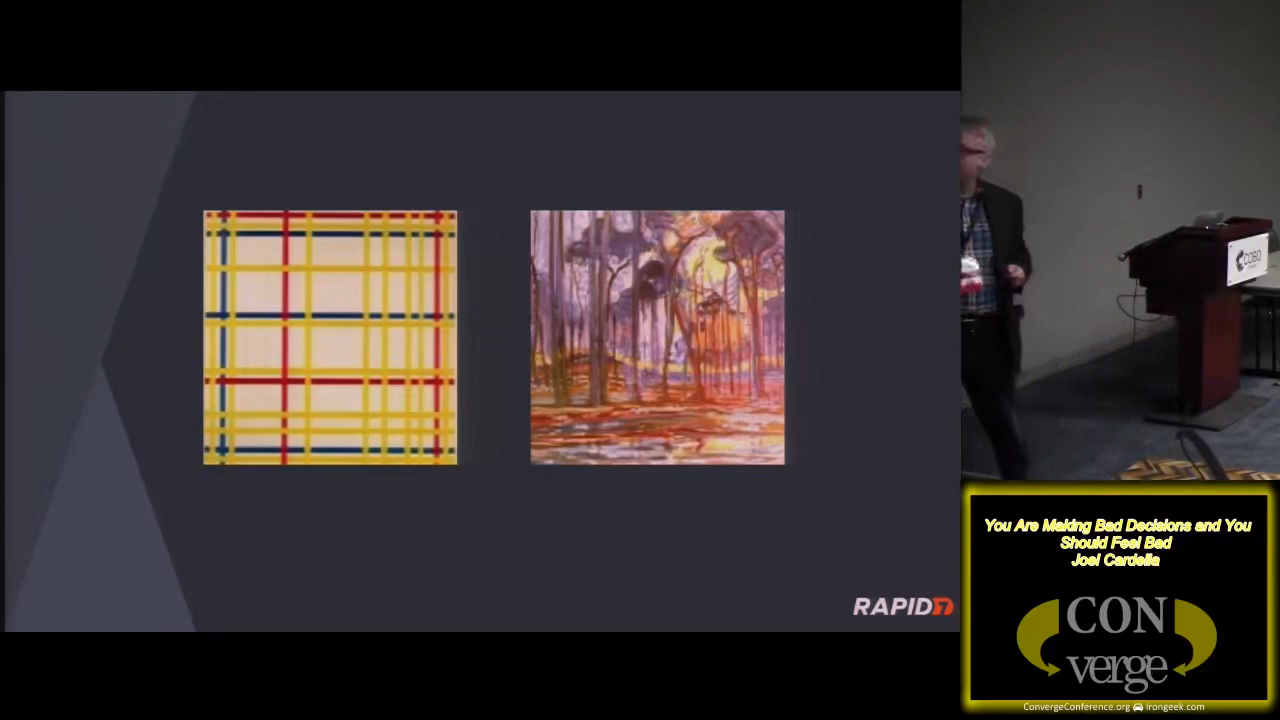 RAPID7
COBO
You Are Making Bad Decisions and You
Should Feel Bad
Joel Cardella
CON
verge
ConvergeConference.org Irongeek.com